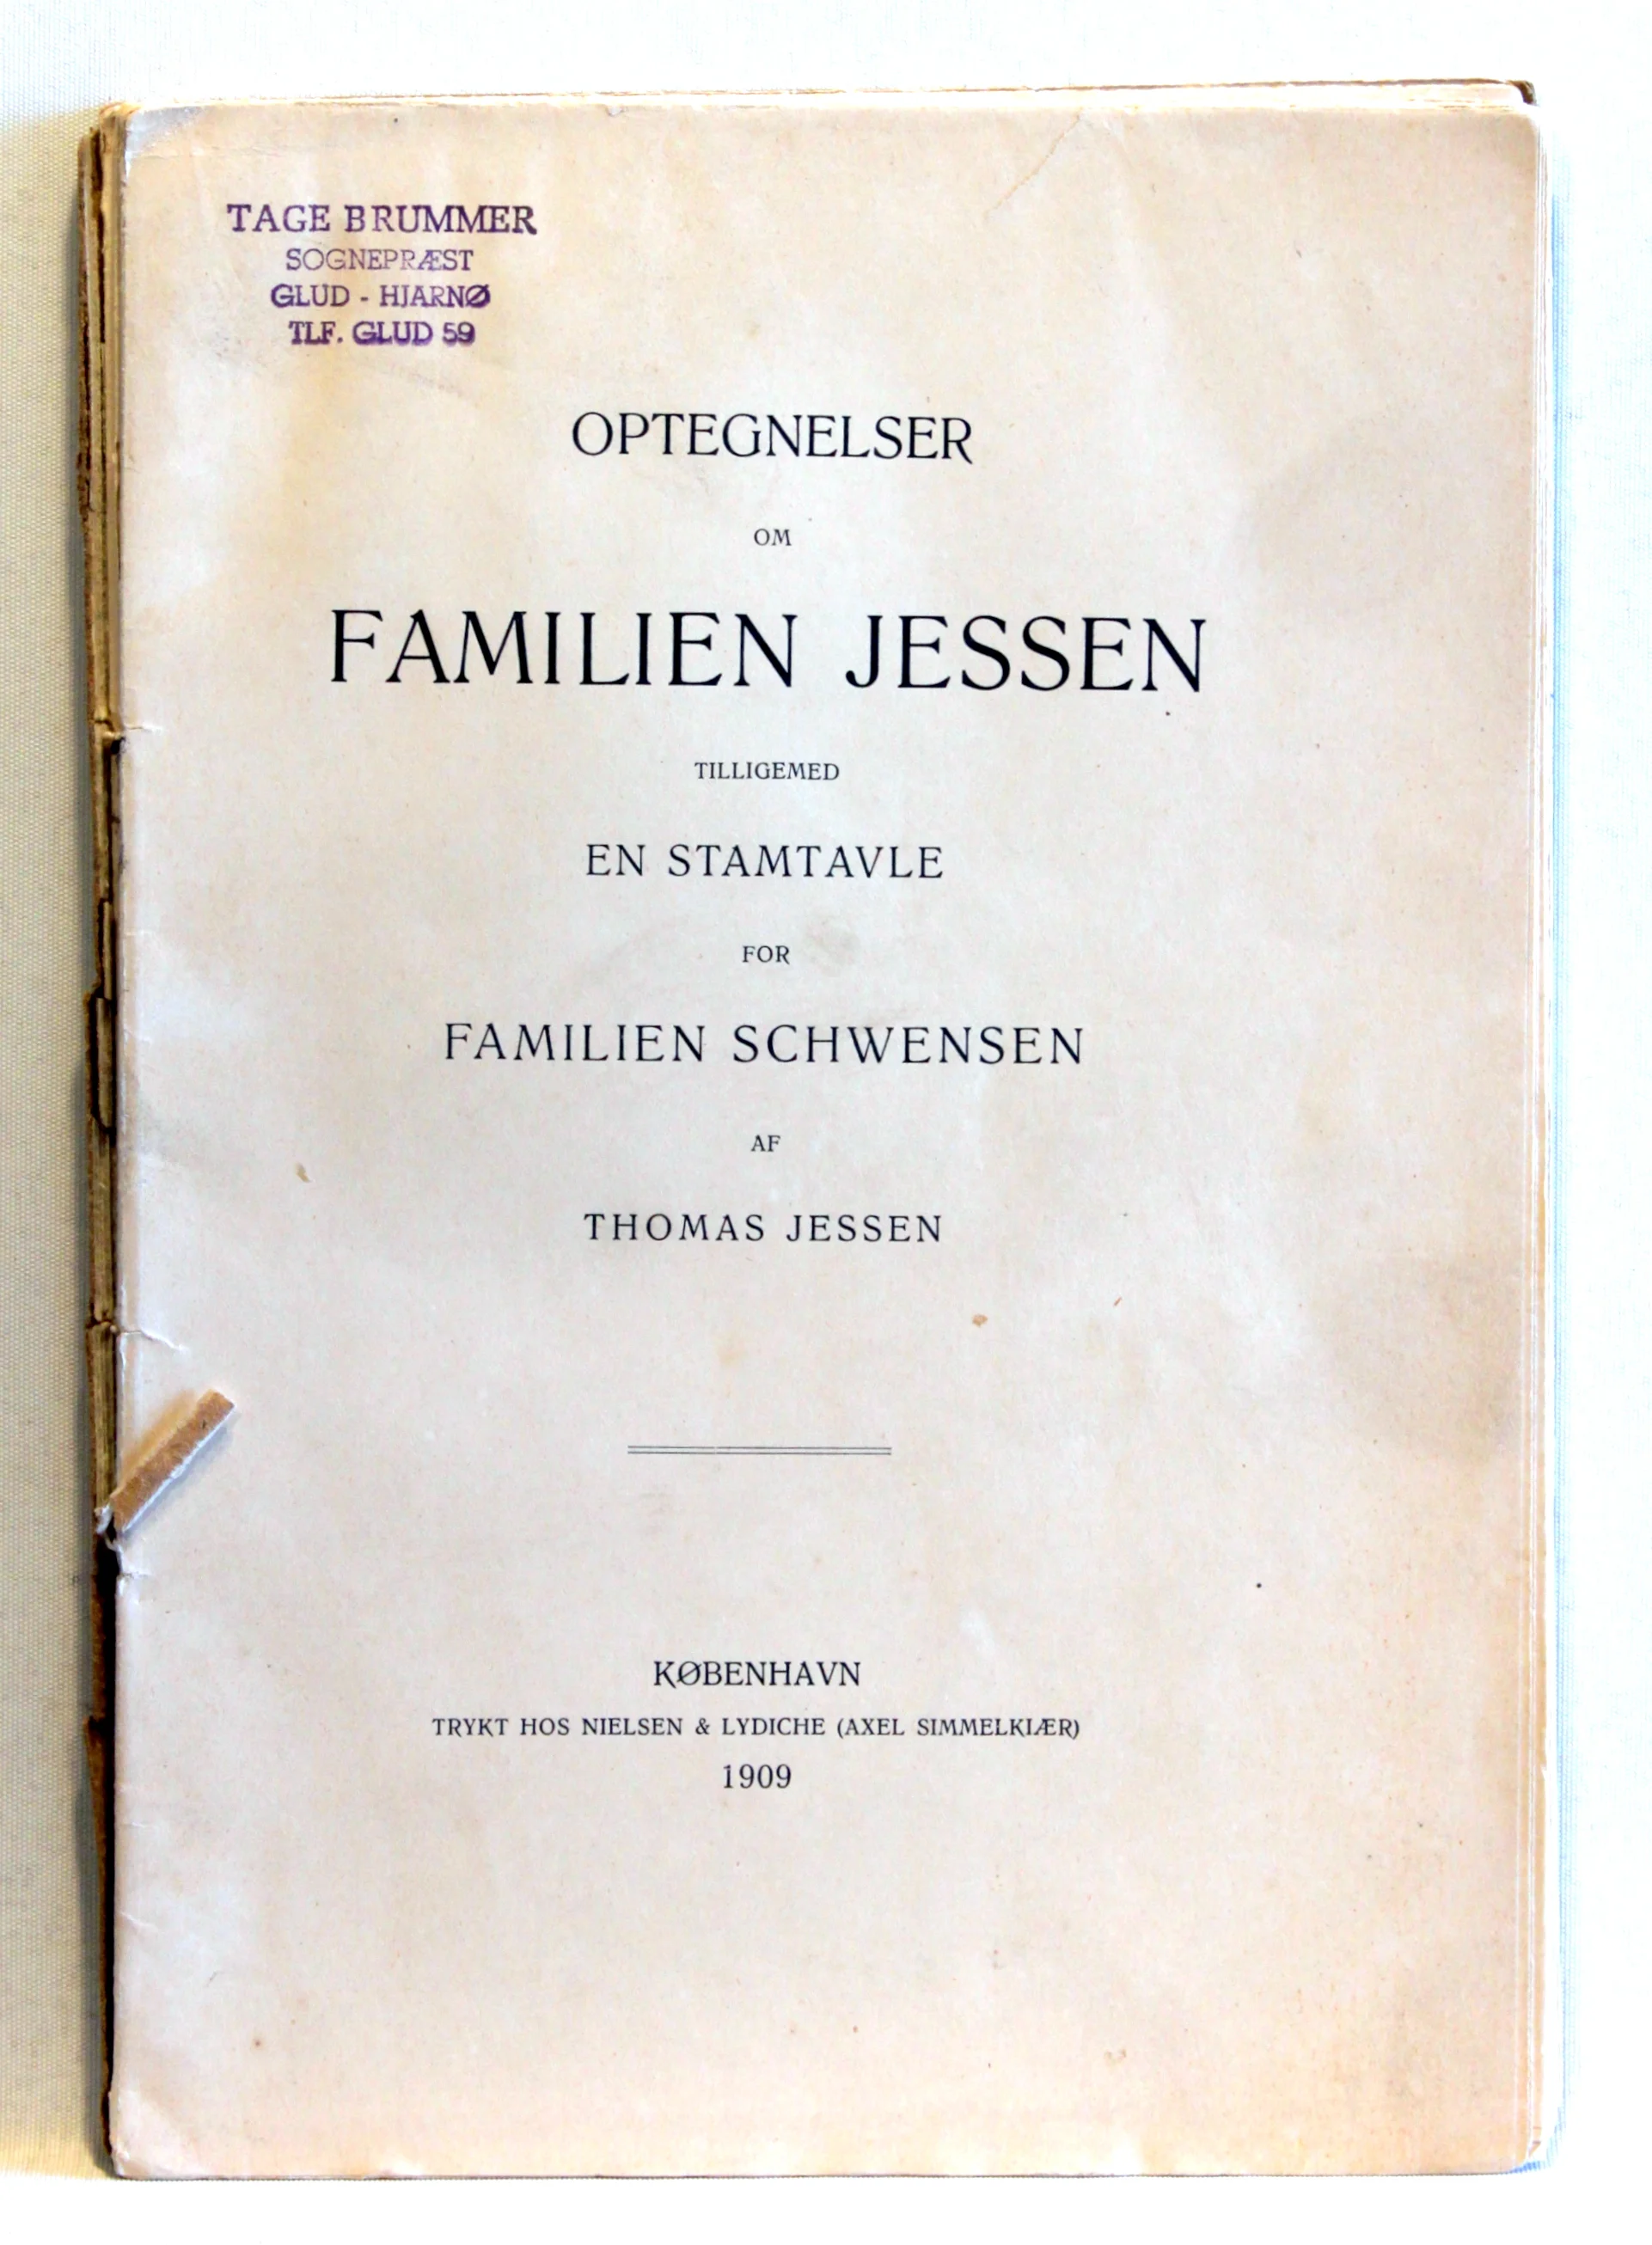 TAGE BRUMMER
SOGNEPRÆST
GLUD - HJARNØ
TLF. GLUD 59
OPTEGNELSER
OM
FAMILIEN JESSEN
TILLIGEMED
EN STAMTAVLE
FOR
FAMILIEN SCHWENSEN
AF
THOMAS JESSEN
KØBENHAVN
TRYKT HOS NIELSEN & LYDICHE (AXEL SIMMELKIÆR)
1909